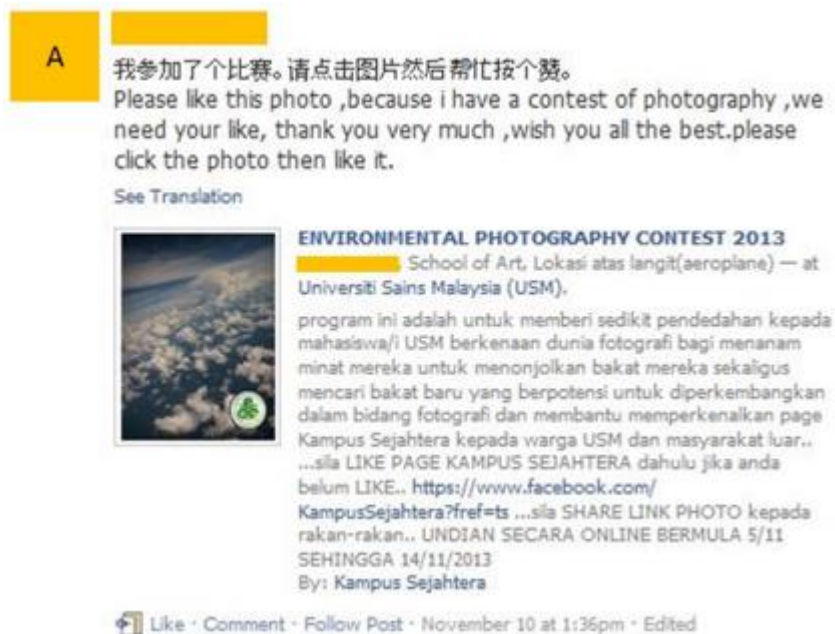 A
我参加了个比赛。请点击图片然后帮忙按个赞。
Please like this photo ,because i have a contest of photography ,we
need your like, thank you very much ,wish you all the best.please
click the photo then like it.
See Translation
ENVIRONMENTAL PHOTOGRAPHY CONTEST 2013
, School of Art, Lokasi atas langit(aeroplane) — at
Universiti Sains Malaysia (USM).
program ini adalah untuk memberi sedikit pendedahan kepada
mahasiswa/i USM berkenaan dunia fotografi bagi menanam
minat mereka untuk menonjolkan bakat mereka sekaligus
mencari bakat baru yang berpotensi untuk diperkembangkan
dalam bidang fotografi dan membantu memperkenalkan page
Kampus Sejahtera kepada warga USM dan masyarakat luar..
...sila LIKE PAGE KAMPUS SEJAHTERA dahulu jika anda
belum LIKE.. https://www.facebook.com/
KampusSejahtera?fref=ts ...sila SHARE LINK PHOTO kepada
rakan-rakan.. UNDIAN SECARA ONLINE BERMULA 5/11
SEHINGGA 14/11/2013
By: Kampus Sejahtera
Like · Comment · Follow Post · November 10 at 1:36pm · Edited